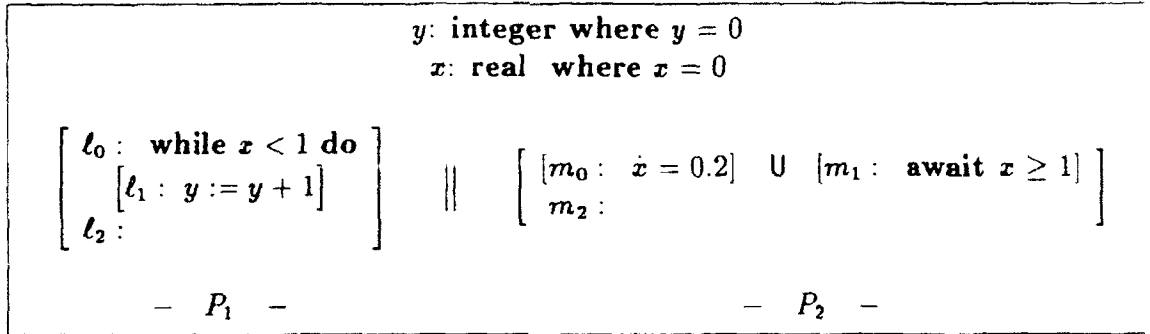 y: integer where y = 0
x: real where x = 0
ℓ₀ : while x < 1 do
[ℓ₁ : y := y + 1]
ℓ₂ :
||
[m₀ : ẋ = 0.2] U [m₁ : await x ≥ 1]
m₂ :
– P₁ –
– P₂ –